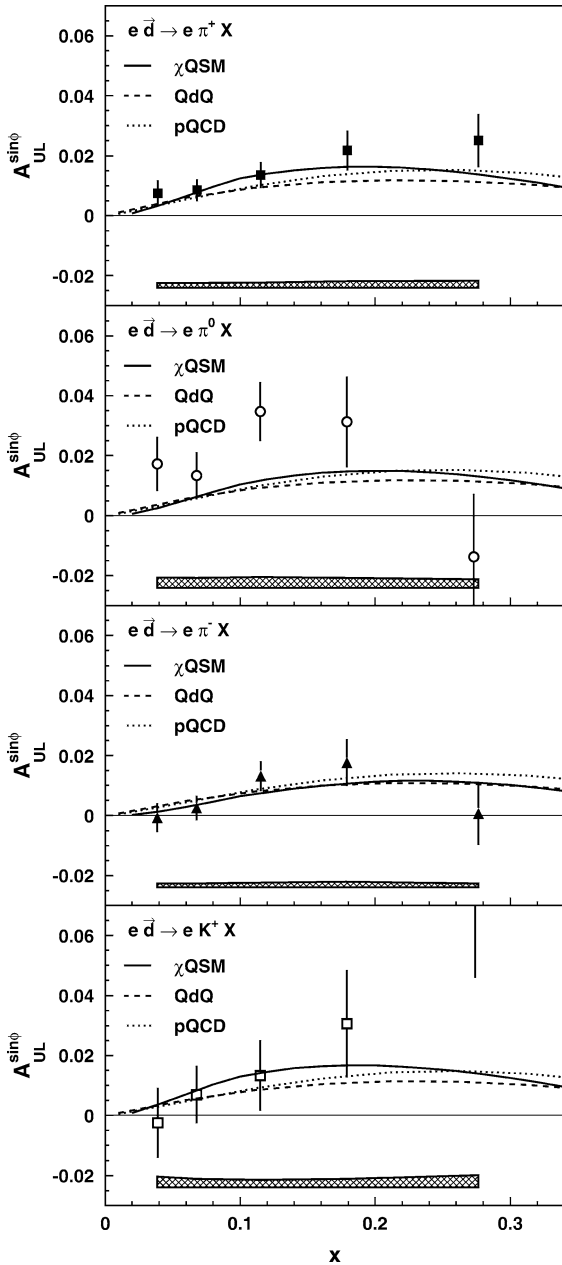 e d⃗ → e π⁺ X
χQSM
QdQ
pQCD
A_UL^sinϕ
0.06
0.04
0.02
0
-0.02
e d⃗ → e π⁰ X
χQSM
QdQ
pQCD
A_UL^sinϕ
0.06
0.04
0.02
0
-0.02
e d⃗ → e π⁻ X
χQSM
QdQ
pQCD
A_UL^sinϕ
0.06
0.04
0.02
0
-0.02
e d⃗ → e K⁺ X
χQSM
QdQ
pQCD
A_UL^sinϕ
0.06
0.04
0.02
0
-0.02
0 0.1 0.2 0.3
x